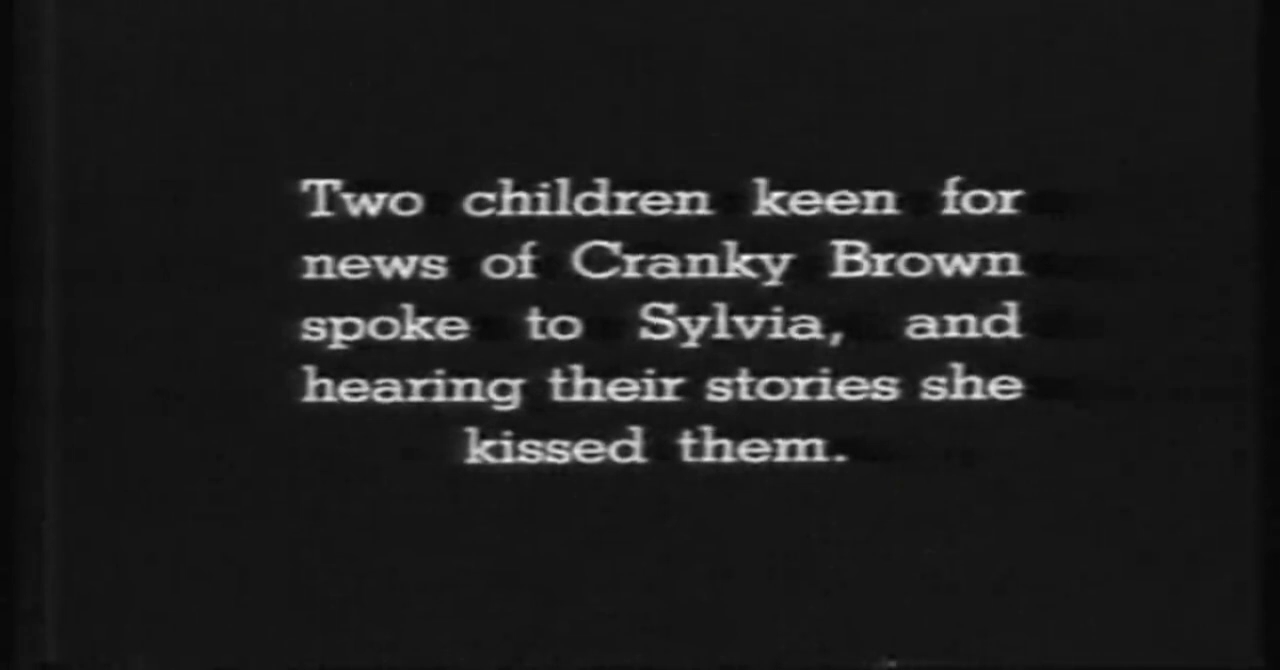 Two children keen for
news of Cranky Brown
spoke to Sylvia, and
hearing their stories she
kissed them.